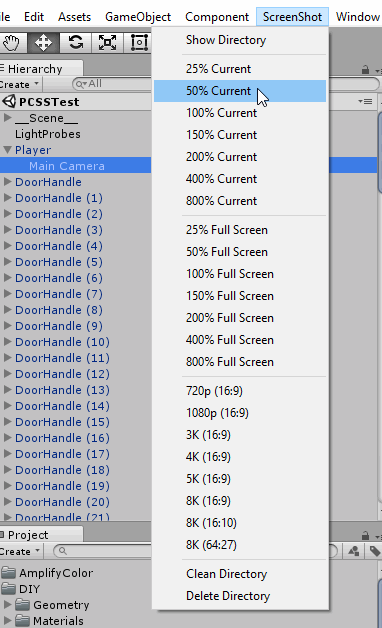 le Edit Assets GameObject Component ScreenShot Window
Hierarchy
Create All
PCSSTest
__Scene__
LightProbes
Player
Main Camera
DoorHandle
DoorHandle (1)
DoorHandle (2)
DoorHandle (3)
DoorHandle (4)
DoorHandle (5)
DoorHandle (6)
DoorHandle (7)
DoorHandle (8)
DoorHandle (9)
DoorHandle (10)
DoorHandle (11)
DoorHandle (12)
DoorHandle (13)
DoorHandle (14)
DoorHandle (15)
DoorHandle (16)
DoorHandle (17)
DoorHandle (18)
DoorHandle (19)
DoorHandle (20)
DoorHandle (21)
Project
Create
AmplifyColor
DIY
Geometry
Materials
Show Directory
25% Current
50% Current
100% Current
150% Current
200% Current
400% Current
800% Current
25% Full Screen
50% Full Screen
100% Full Screen
150% Full Screen
200% Full Screen
400% Full Screen
800% Full Screen
720p (16:9)
1080p (16:9)
3K (16:9)
4K (16:9)
5K (16:9)
8K (16:9)
8K (16:10)
8K (64:27)
Clean Directory
Delete Directory